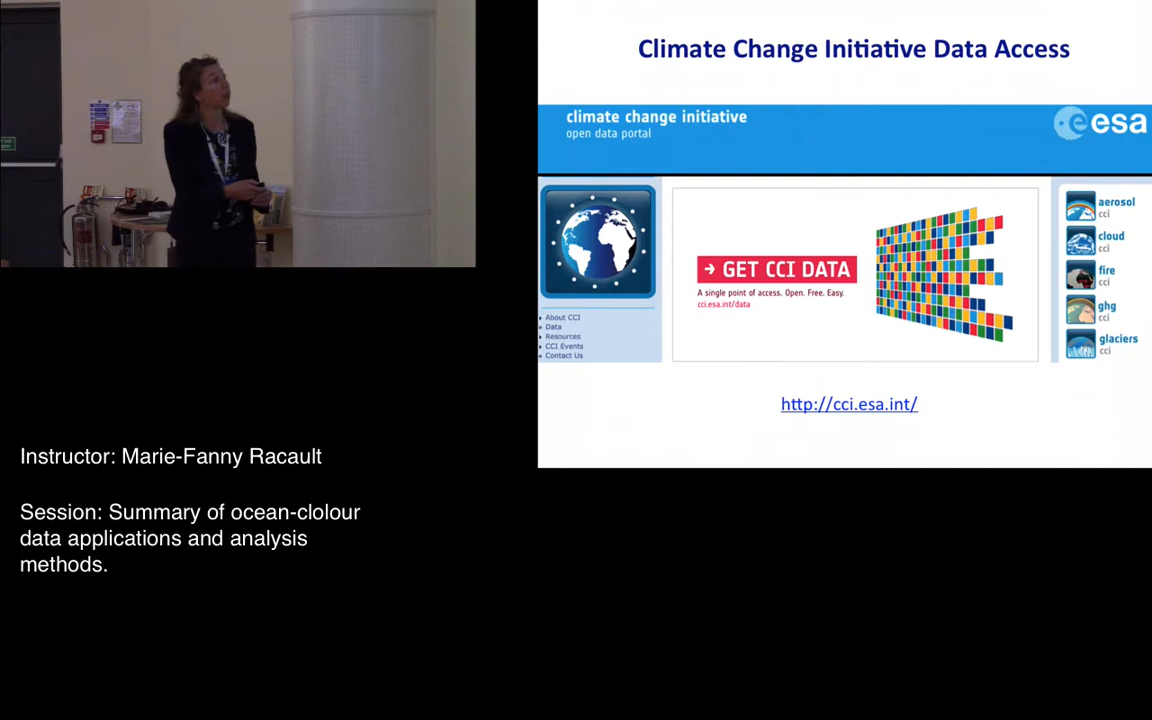 Climate Change Initiative Data Access
climate change initiative
open data portal
esa
GET CCI DATA
A single point of access. Open. Free. Easy.
cci.esa.int/data
About CCI
Data
Resources
CCI Events
Contact Us
aerosol
cci
cloud
cci
fire
cci
ghg
cci
glaciers
cci
http://cci.esa.int/
Instructor: Marie-Fanny Racault
Session: Summary of ocean-clolour
data applications and analysis
methods.